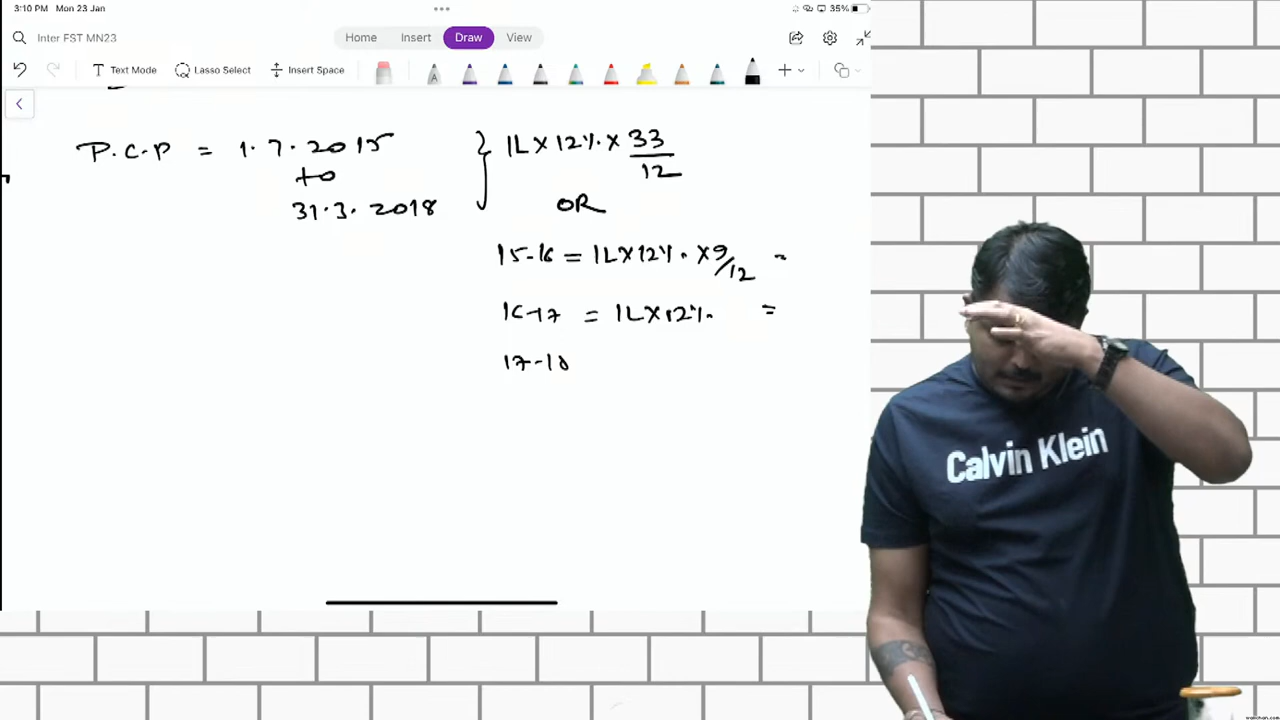 3:10 PM Mon 23 Jan
35%
Inter FST MN23
Home Insert Draw View
Text Mode Lasso Select Insert Space
P.C.P = 1.7.2015 1L X 12% X 33/12
to
31.3.2018 OR
15-16 = 1L X 12% X 9/12 =
16-17 = 1L X 12% =
17-18
Calvin Klein